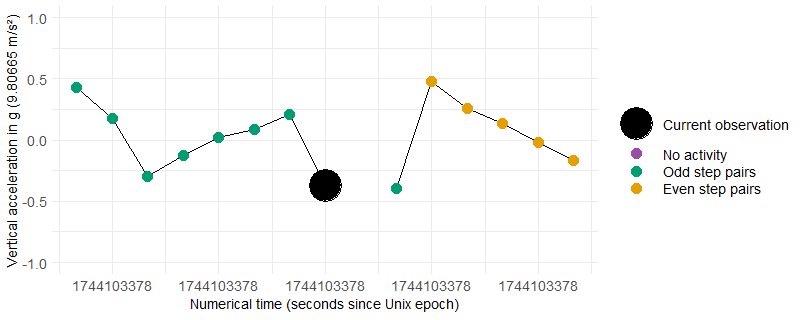 Vertical acceleration in g (9.80665 m/s²)
1.0
0.5
0.0
-0.5
-1.0
1744103378 1744103378 1744103378 1744103378 1744103378
Numerical time (seconds since Unix epoch)
Current observation
No activity
Odd step pairs
Even step pairs